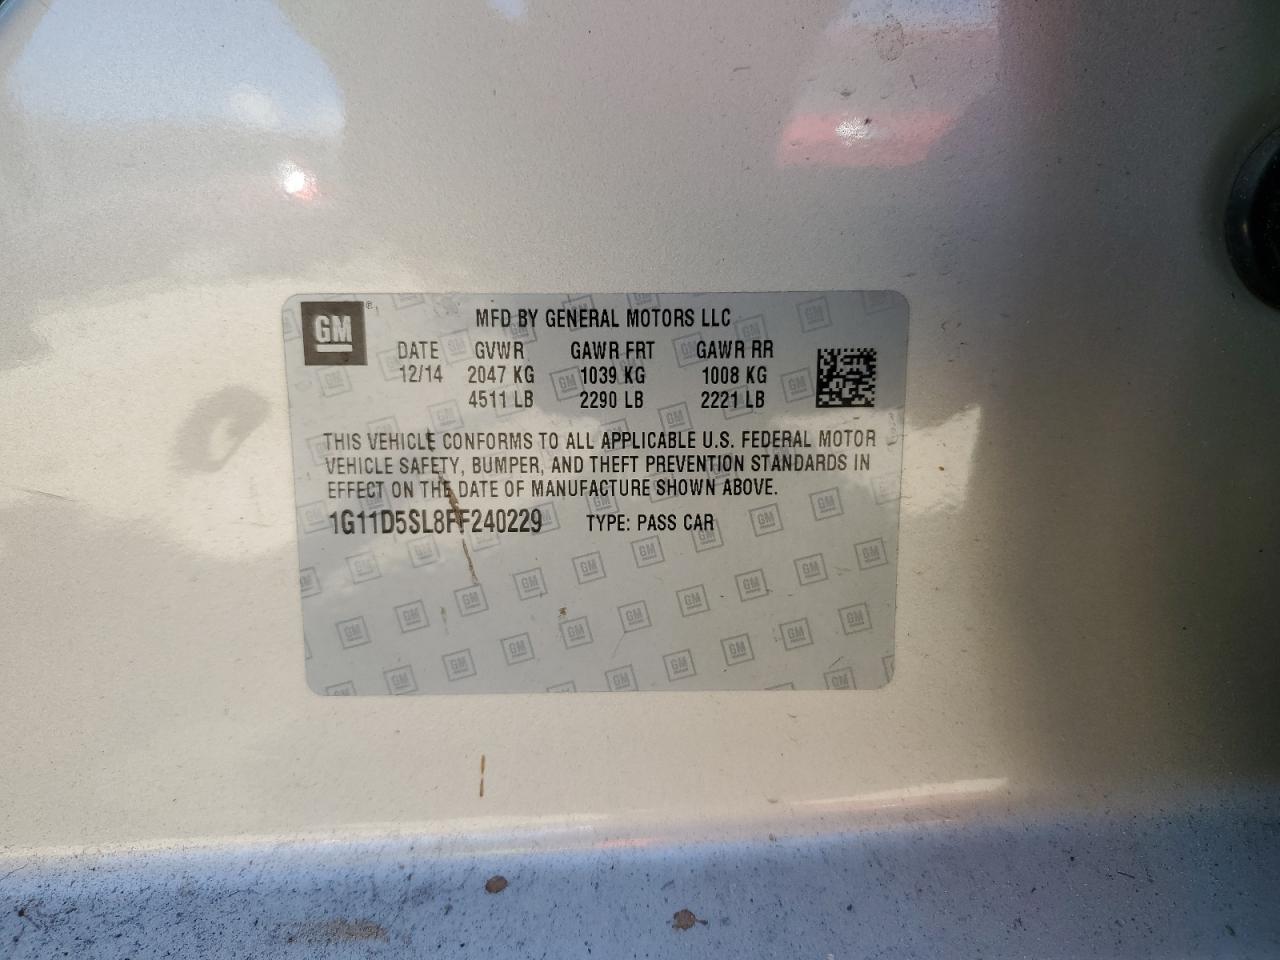 GM ®
MFD BY GENERAL MOTORS LLC
DATE GVWR GAWR FRT GAWR RR
12/14 2047 KG 1039 KG 1008 KG
4511 LB 2290 LB 2221 LB
THIS VEHICLE CONFORMS TO ALL APPLICABLE U.S. FEDERAL MOTOR
VEHICLE SAFETY, BUMPER, AND THEFT PREVENTION STANDARDS IN
EFFECT ON THE DATE OF MANUFACTURE SHOWN ABOVE.
1G11D5SL8FF240229 TYPE: PASS CAR